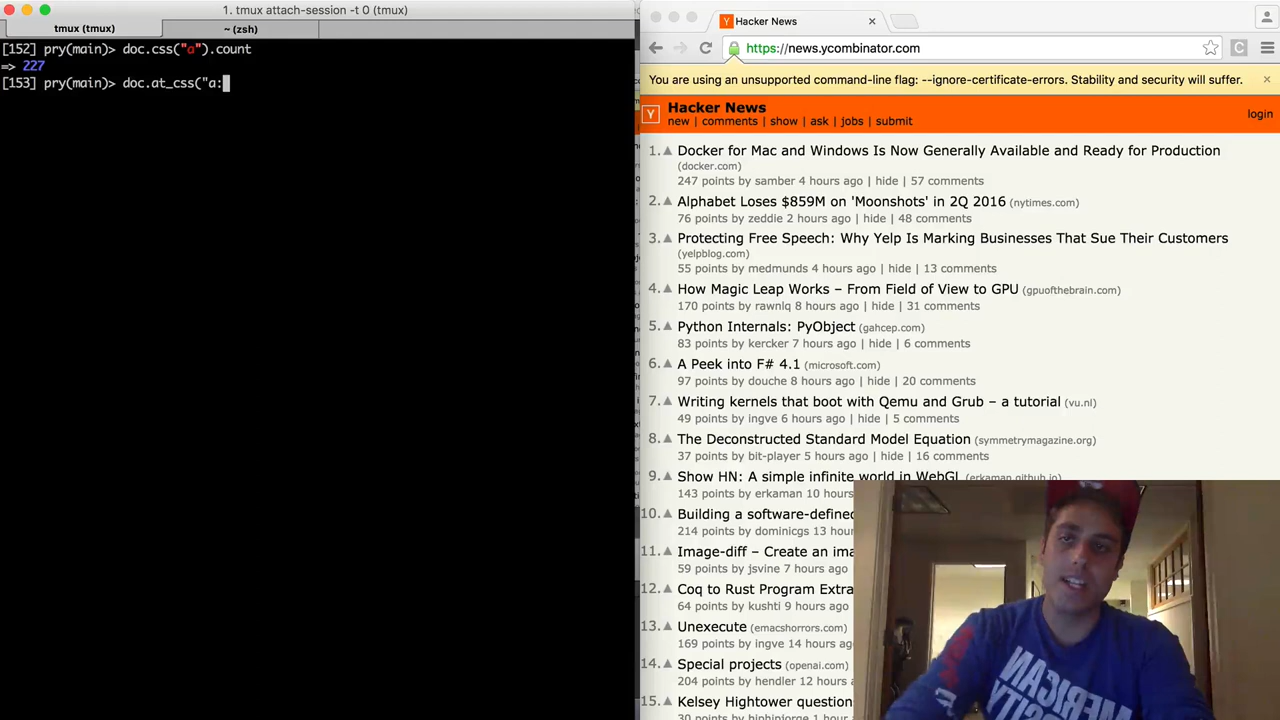 1. tmux attach-session -t 0 (tmux)
tmux (tmux)
~ (zsh)
[152] pry(main)> doc.css("a").count
=> 227
[153] pry(main)> doc.at_css("a:
Hacker News
https://news.ycombinator.com
C
You are using an unsupported command-line flag: --ignore-certificate-errors. Stability and security will suffer.
Y
Hacker News
new | comments | show | ask | jobs | submit
login
1. Docker for Mac and Windows Is Now Generally Available and Ready for Production
(docker.com)
247 points by samber 4 hours ago | hide | 57 comments
2. Alphabet Loses $859M on 'Moonshots' in 2Q 2016 (nytimes.com)
76 points by zeddie 2 hours ago | hide | 48 comments
3. Protecting Free Speech: Why Yelp Is Marking Businesses That Sue Their Customers
(yelpblog.com)
55 points by medmunds 4 hours ago | hide | 13 comments
4. How Magic Leap Works – From Field of View to GPU (gpuofthebrain.com)
170 points by rawnlq 8 hours ago | hide | 31 comments
5. Python Internals: PyObject (gahcep.com)
83 points by kercker 7 hours ago | hide | 6 comments
6. A Peek into F# 4.1 (microsoft.com)
97 points by douche 8 hours ago | hide | 20 comments
7. Writing kernels that boot with Qemu and Grub – a tutorial (vu.nl)
49 points by ingve 6 hours ago | hide | 5 comments
8. The Deconstructed Standard Model Equation (symmetrymagazine.org)
37 points by bit-player 5 hours ago | hide | 16 comments
9. Show HN: A simple infinite world in WebGL (erkaman.github.io)
143 points by erkaman 10 hours
10. Building a software-defined
214 points by dominicgs 13 hour
11. Image-diff – Create an ima
59 points by jsvine 7 hours
12. Coq to Rust Program Extra
64 points by kushti 9 hours
13. Unexecute (emacshorrors.com)
169 points by ingve 14 hours
14. Special projects (openai.com)
204 points by hendler 12 hours
15. Kelsey Hightower question
30 points by hiphipjorge 1 hour
AMERICAN